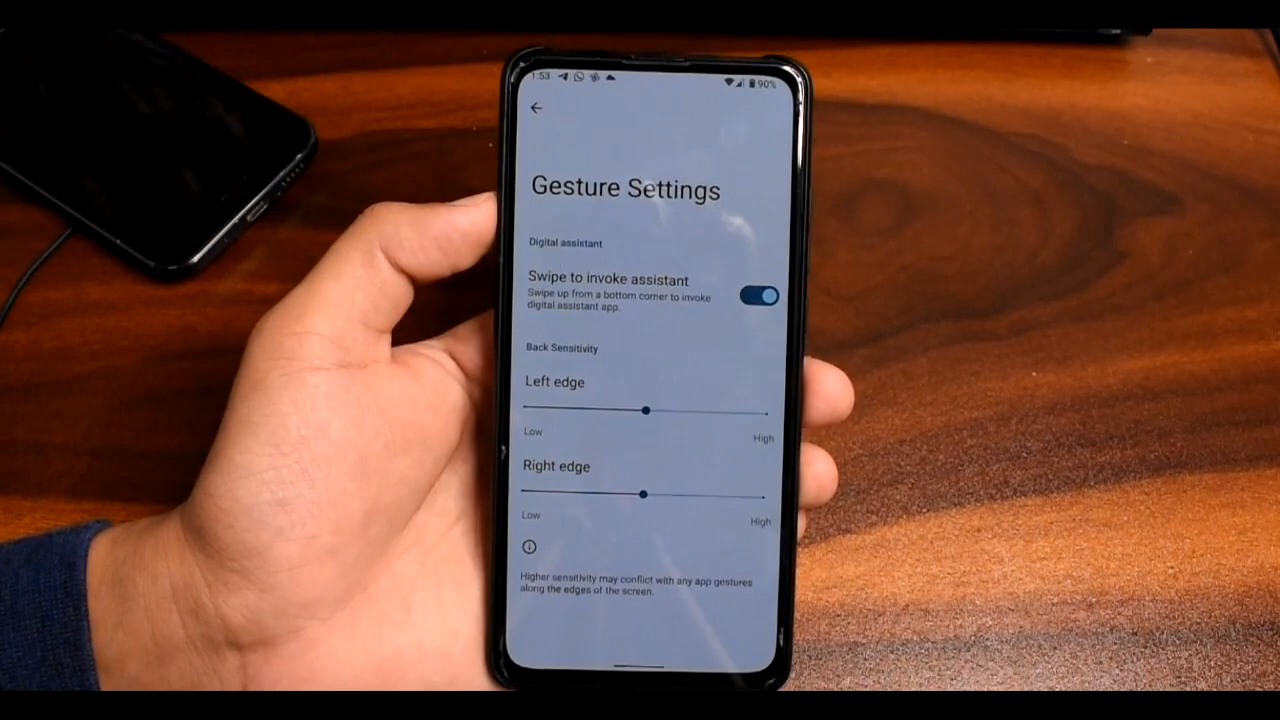 1:53
90%
Gesture Settings
Digital assistant
Swipe to invoke assistant
Swipe up from a bottom corner to invoke
digital assistant app.
Back Sensitivity
Left edge
Low
High
Right edge
Low
High
Higher sensitivity may conflict with any app gestures
along the edges of the screen.